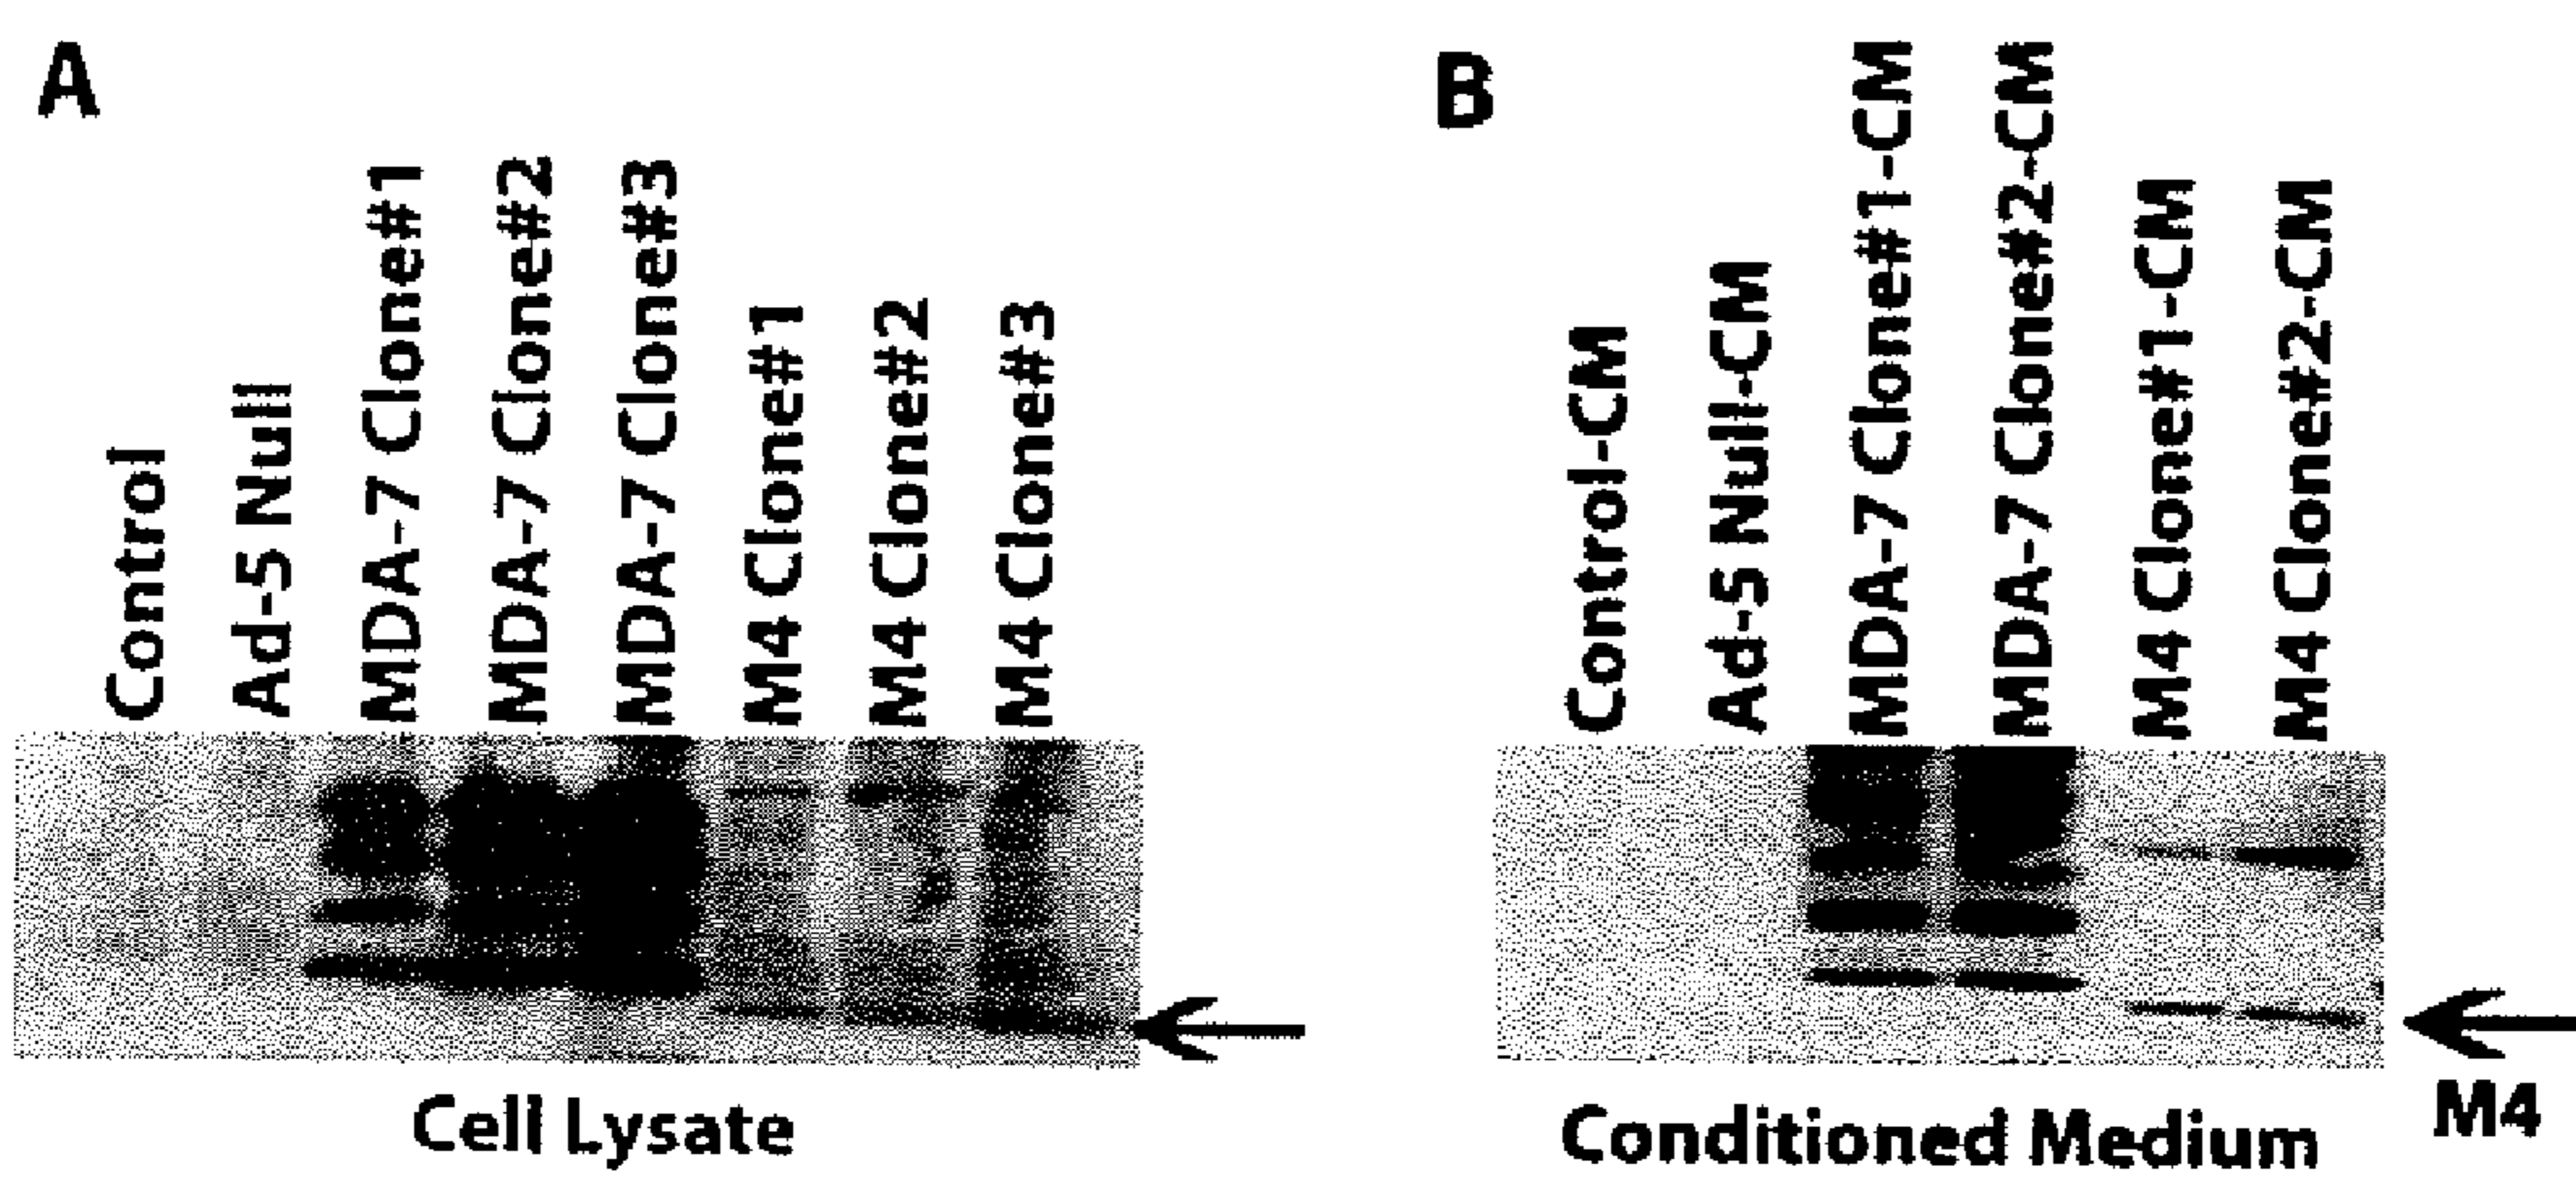 A
Control
Ad-5 Null
MDA-7 Clone#1
MDA-7 Clone#2
MDA-7 Clone#3
M4 Clone#1
M4 Clone#2
M4 Clone#3
Cell Lysate
B
Control-CM
Ad-5 Null-CM
MDA-7 Clone#1-CM
MDA-7 Clone#2-CM
M4 Clone#1-CM
M4 Clone#2-CM
M4
Conditioned Medium